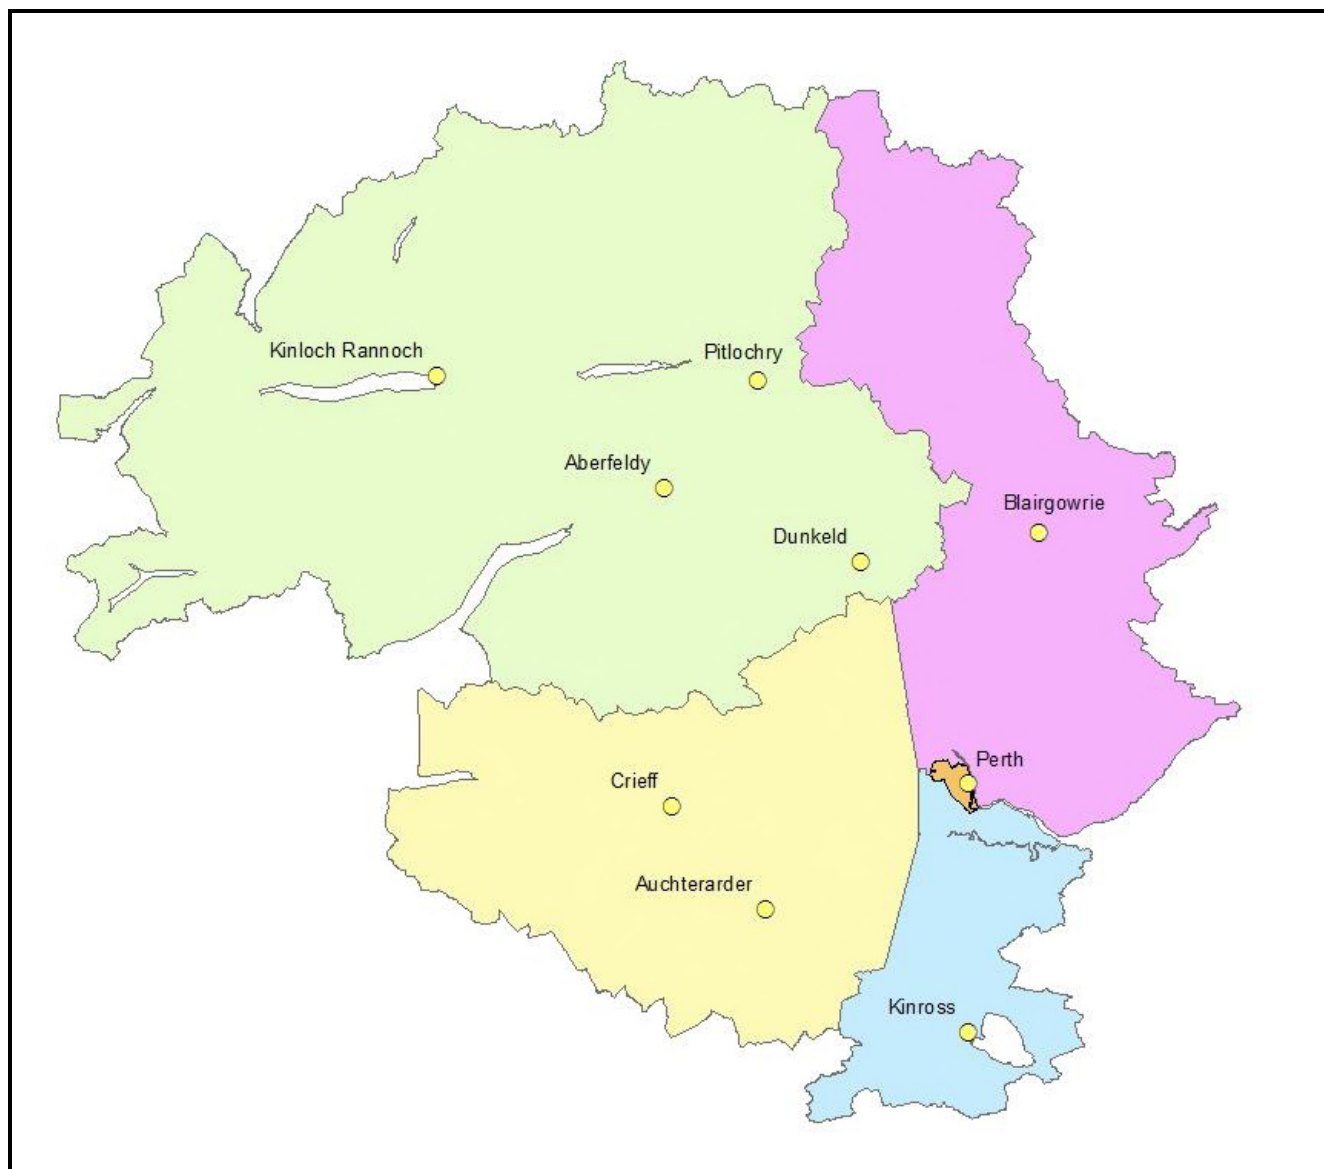 Kinloch Rannoch
Pitlochry
Aberfeldy
Blairgowrie
Dunkeld
Perth
Crieff
Auchterarder
Kinross